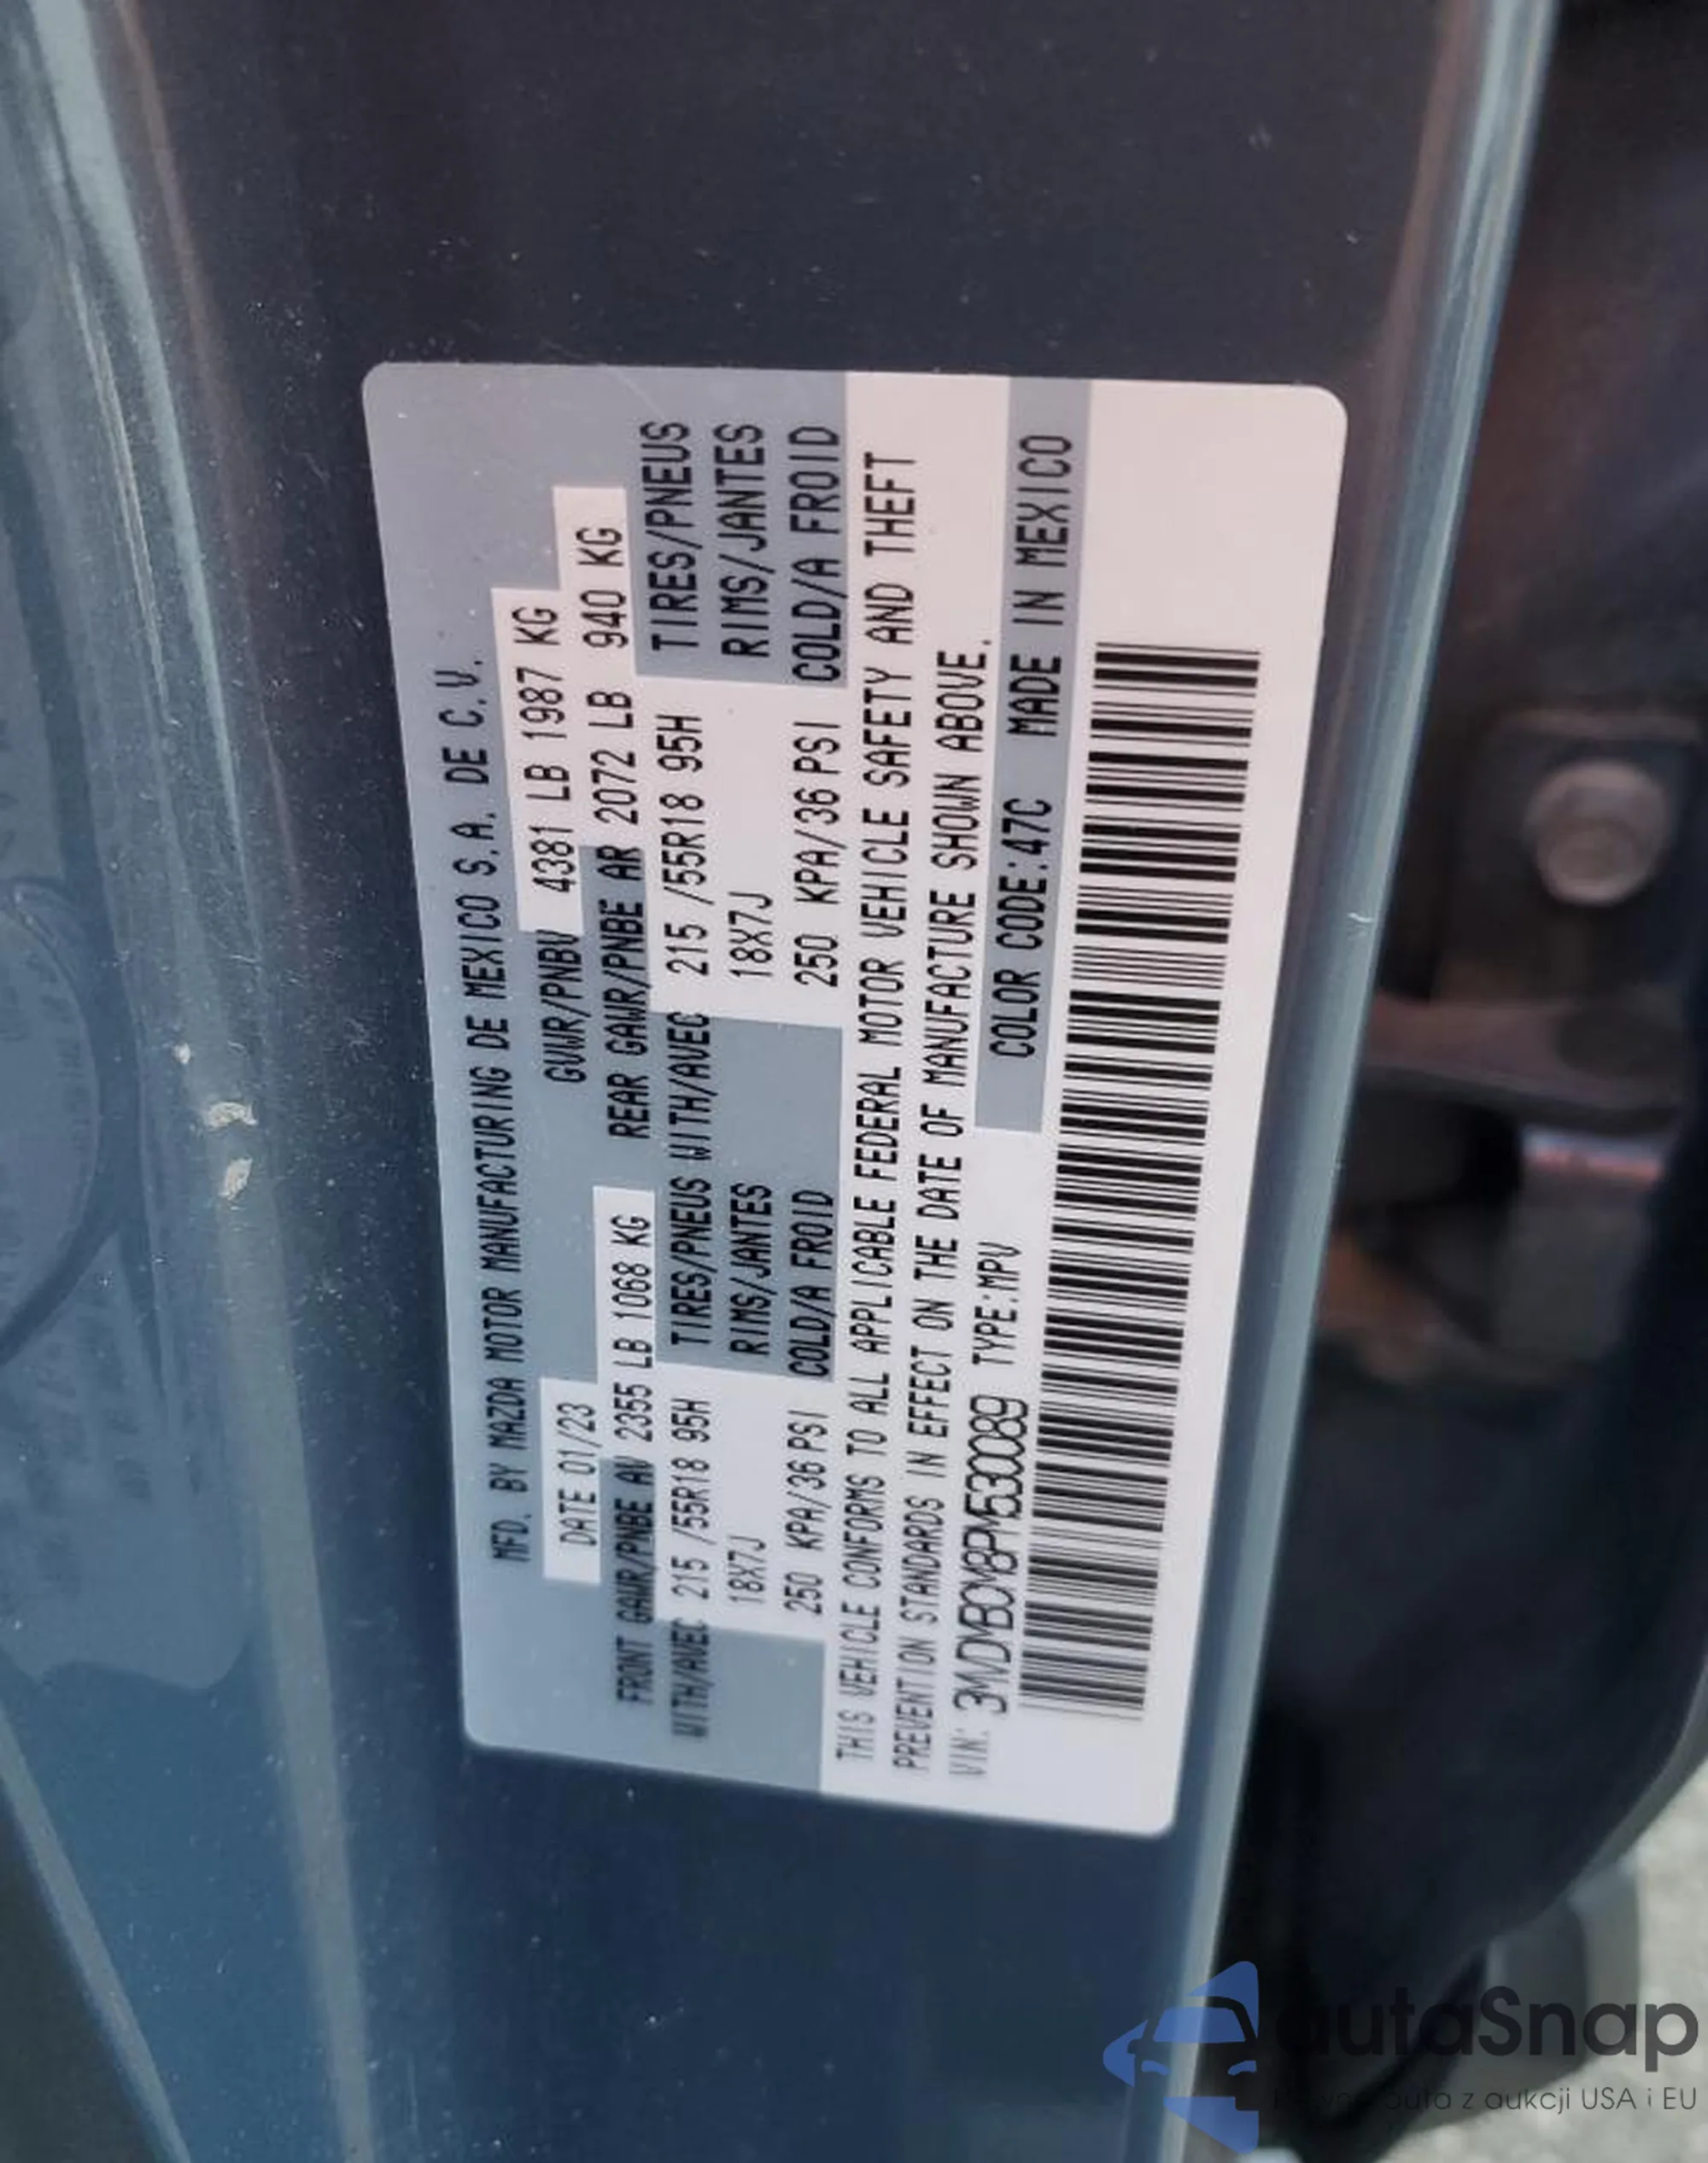 MFD. BY MAZDA MOTOR MANUFACTURING DE MEXICO S.A. DE C.V.
DATE 01/23 GVWR/PNBV 4381 LB 1987 KG
FRONT GAWR/PNBE AV 2355 LB 1068 KG REAR GAWR/PNBE AR 2072 LB 940 KG
WITH/AVEC 215 /55R18 95H TIRES/PNEUS WITH/AVEC 215 /55R18 95H TIRES/PNEUS
18X7J RIMS/JANTES 18X7J RIMS/JANTES
250 KPA/36 PSI COLD/A FROID 250 KPA/36 PSI COLD/A FROID
THIS VEHICLE CONFORMS TO ALL APPLICABLE FEDERAL MOTOR VEHICLE SAFETY AND THEFT
PREVENTION STANDARDS IN EFFECT ON THE DATE OF MANUFACTURE SHOWN ABOVE.
VIN: 3MVDMBCM8PM530089 TYPE:MPV COLOR CODE:47C MADE IN MEXICO
autaSnap
auta z aukcji USA i EU